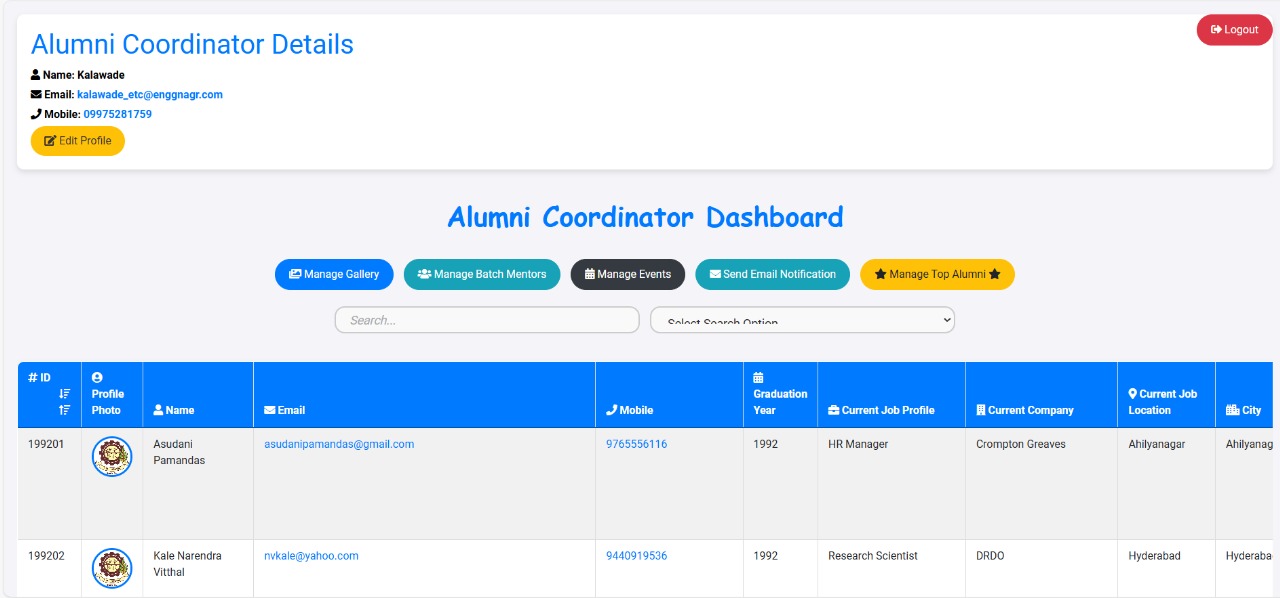 Logout
Alumni Coordinator Details
Name: Kalawade
Email: kalawade_etc@enggnagr.com
Mobile: 09975281759
Edit Profile
Alumni Coordinator Dashboard
Manage Gallery Manage Batch Mentors Manage Events Send Email Notification Manage Top Alumni
Search... Select Search Option
# ID Profile Photo Name Email Mobile Graduation Year Current Job Profile Current Company Current Job Location City
199201 Asudani Pamandas asudanipamandas@gmail.com 9765556116 1992 HR Manager Crompton Greaves Ahilyanagar Ahilyanag
199202 Kale Narendra Vitthal nvkale@yahoo.com 9440919536 1992 Research Scientist DRDO Hyderabad Hyderaba